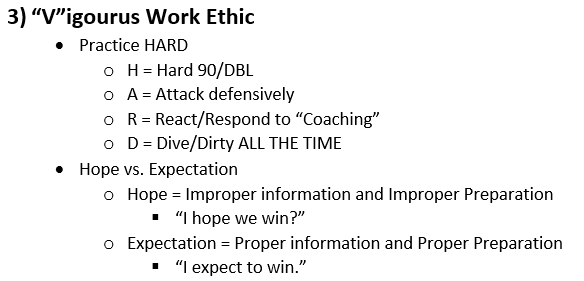 3) “V”igourus Work Ethic
• Practice HARD
o H = Hard 90/DBL
o A = Attack defensively
o R = React/Respond to “Coaching”
o D = Dive/Dirty ALL THE TIME
• Hope vs. Expectation
o Hope = Improper information and Improper Preparation
▪ “I hope we win?”
o Expectation = Proper information and Proper Preparation
▪ “I expect to win.”